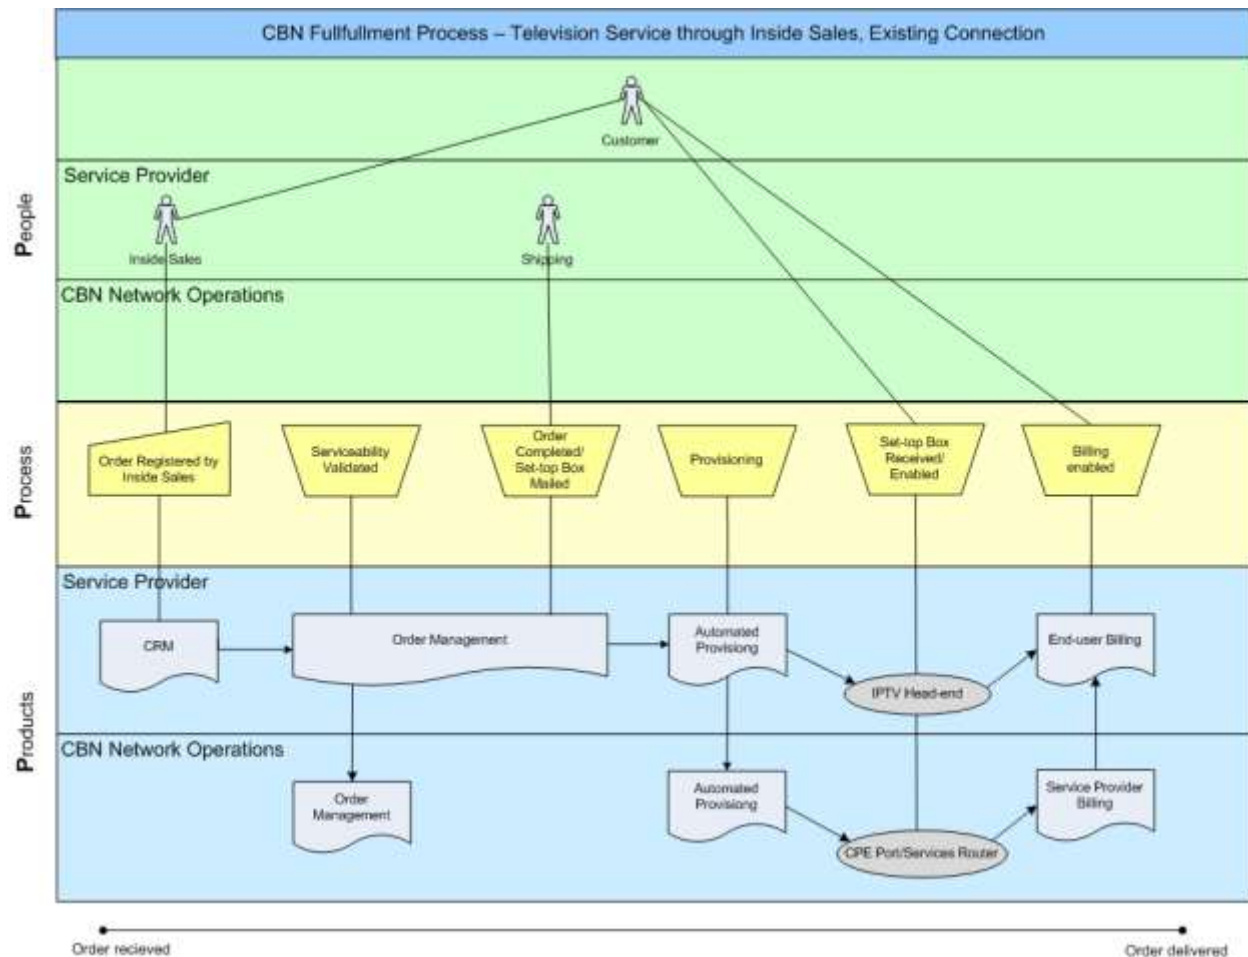 CBN Fullfullment Process – Television Service through Inside Sales, Existing Connection
People
Customer
Service Provider
Inside Sales
Shipping
CBN Network Operations
Process
Order Registered by
Inside Sales
Serviceability
Validated
Order
Completed/
Set-top Box
Mailed
Provisioning
Set-top Box
Received/
Enabled
Billing
enabled
Products
Service Provider
CRM
Order Management
Automated
Provisiong
IPTV Head-end
End-user Billing
CBN Network Operations
Order
Management
Automated
Provisiong
CPE Port/Services Router
Service Provider
Billing
Order recieved
Order delivered